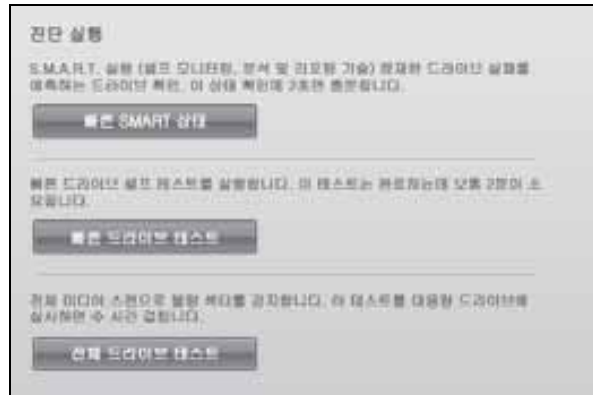 진단 실행
S.M.A.R.T. 실행 (셀프 모니터링, 분석 및 리포팅 기술) 잠재한 드라이브 실패를
예측하는 드라이브 확인. 이 상태 확인에 2초면 충분합니다.
빠른 SMART 상태
빠른 드라이브 셀프 테스트를 실행합니다. 이 테스트는 완료하는데 보통 2분이 소
요됩니다.
빠른 드라이브 테스트
전체 미디어 스캔으로 불량 섹터를 감지합니다. 이 테스트를 대용량 드라이브에
실시하면 수 시간 걸립니다.
전체 드라이브 테스트